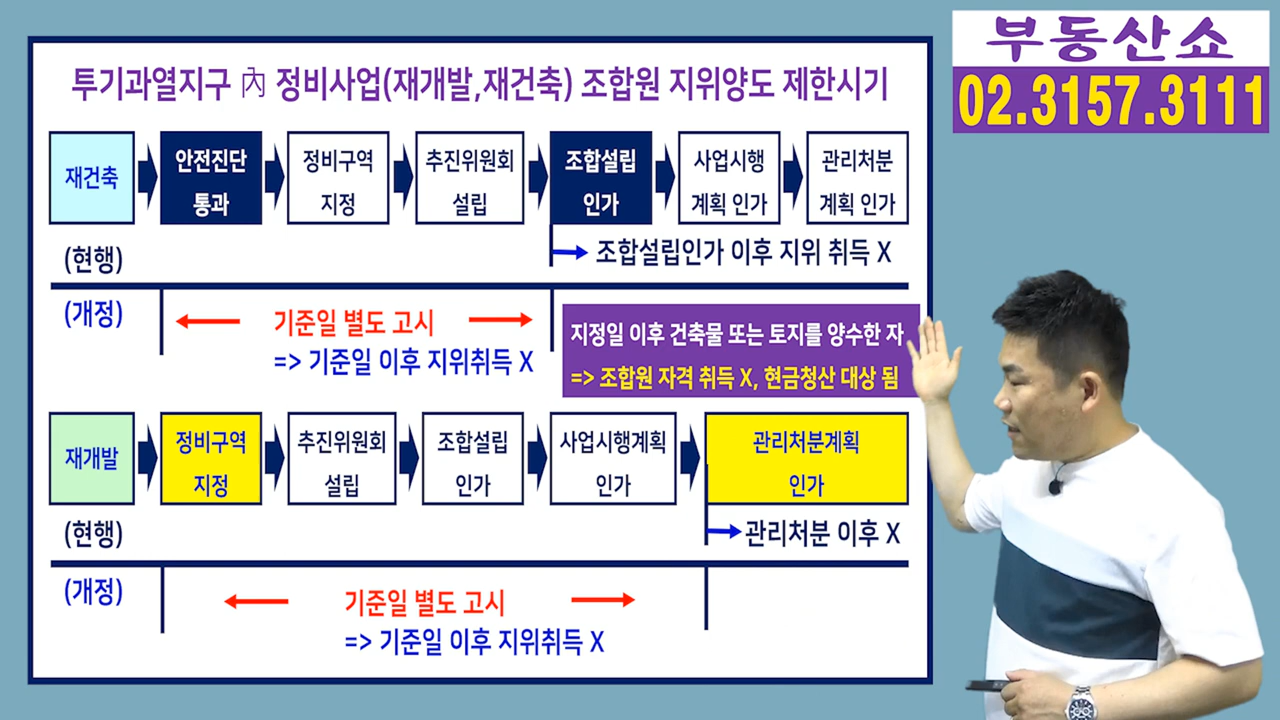 부동산쇼
02.3157.3111
투기과열지구 內 정비사업(재개발,재건축) 조합원 지위양도 제한시기
재건축
안전진단
통과
정비구역
지정
추진위원회
설립
조합설립
인가
사업시행
계획 인가
관리처분
계획 인가
(현행)
조합설립인가 이후 지위 취득 X
(개정)
기준일 별도 고시
=> 기준일 이후 지위취득 X
지정일 이후 건축물 또는 토지를 양수한 자
=> 조합원 자격 취득 X, 현금청산 대상 됨
재개발
정비구역
지정
추진위원회
설립
조합설립
인가
사업시행계획
인가
관리처분계획
인가
(현행)
관리처분 이후 X
(개정)
기준일 별도 고시
=> 기준일 이후 지위취득 X